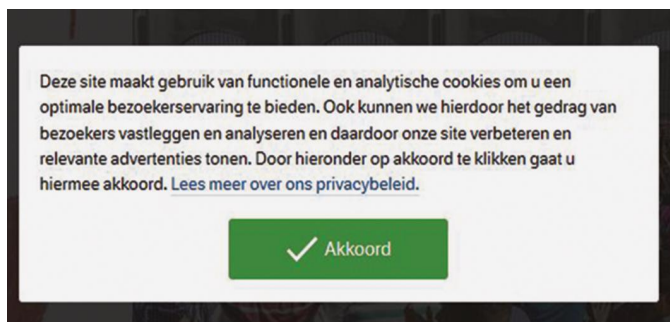 Deze site maakt gebruik van functionele en analytische cookies om u een
optimale bezoekerservaring te bieden. Ook kunnen we hierdoor het gedrag van
bezoekers vastleggen en analyseren en daardoor onze site verbeteren en
relevante advertenties tonen. Door hieronder op akkoord te klikken gaat u
hiermee akkoord. Lees meer over ons privacybeleid.
Akkoord